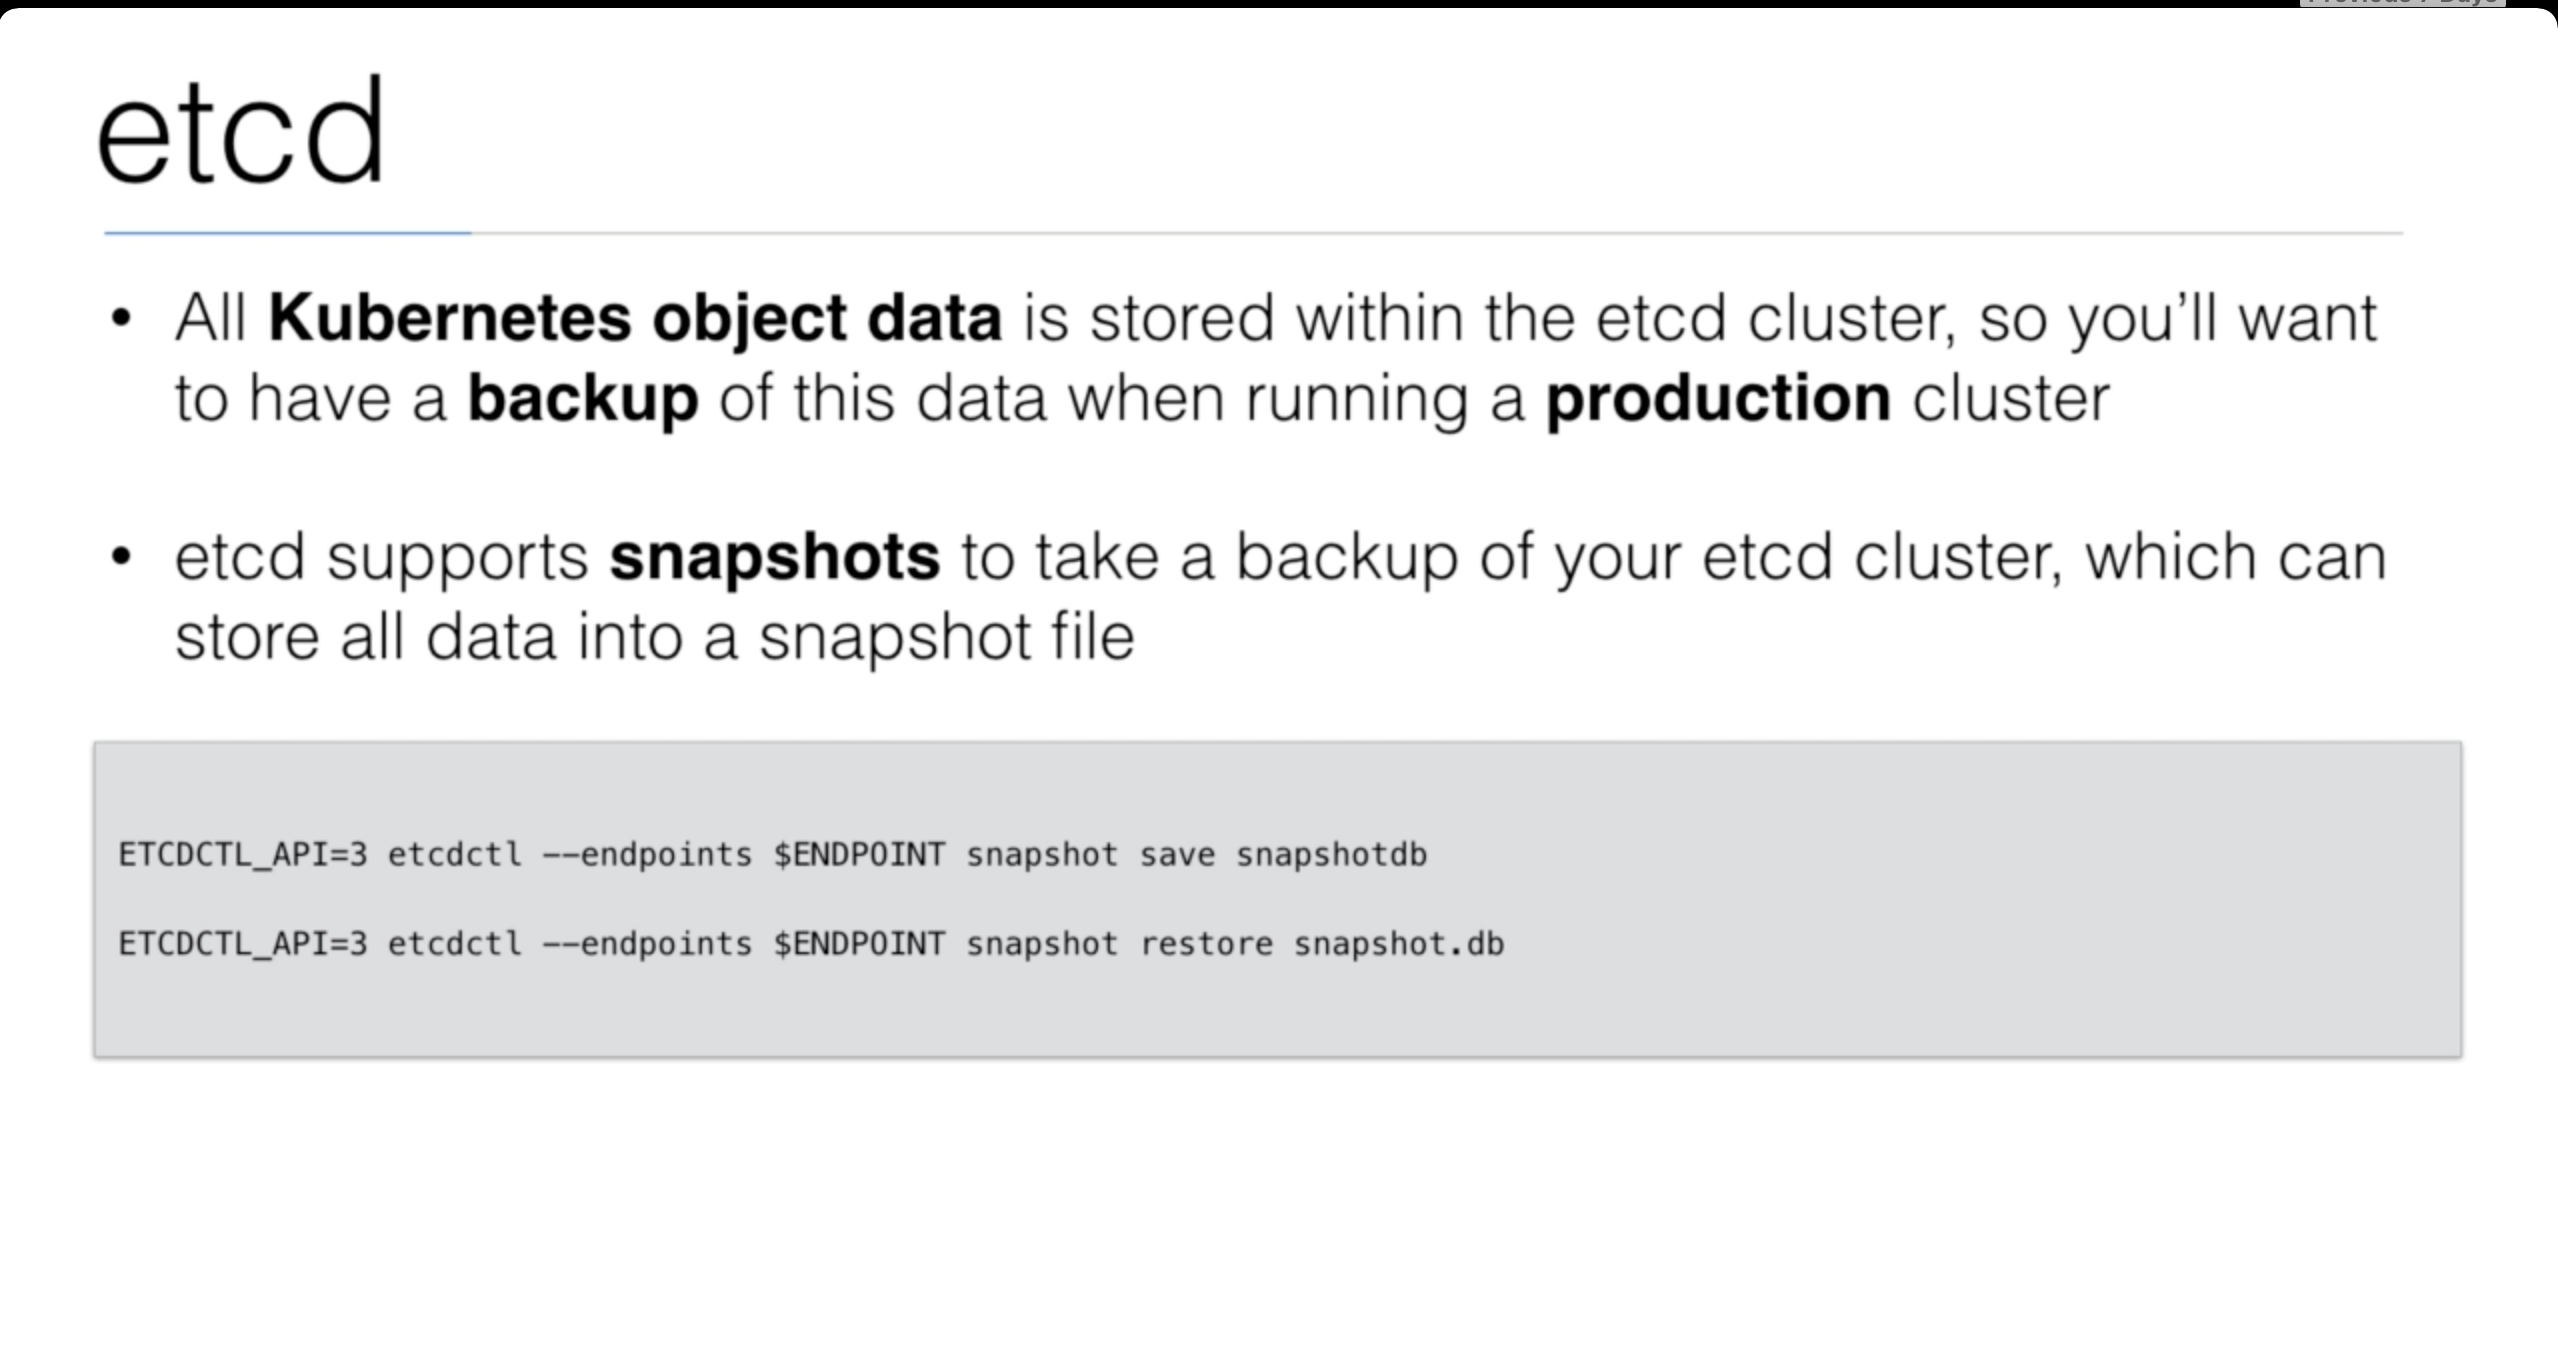 Previous 7 Days
etcd
• All Kubernetes object data is stored within the etcd cluster, so you’ll want
to have a backup of this data when running a production cluster
• etcd supports snapshots to take a backup of your etcd cluster, which can
store all data into a snapshot file
ETCDCTL_API=3 etcdctl --endpoints $ENDPOINT snapshot save snapshotdb
ETCDCTL_API=3 etcdctl --endpoints $ENDPOINT snapshot restore snapshot.db